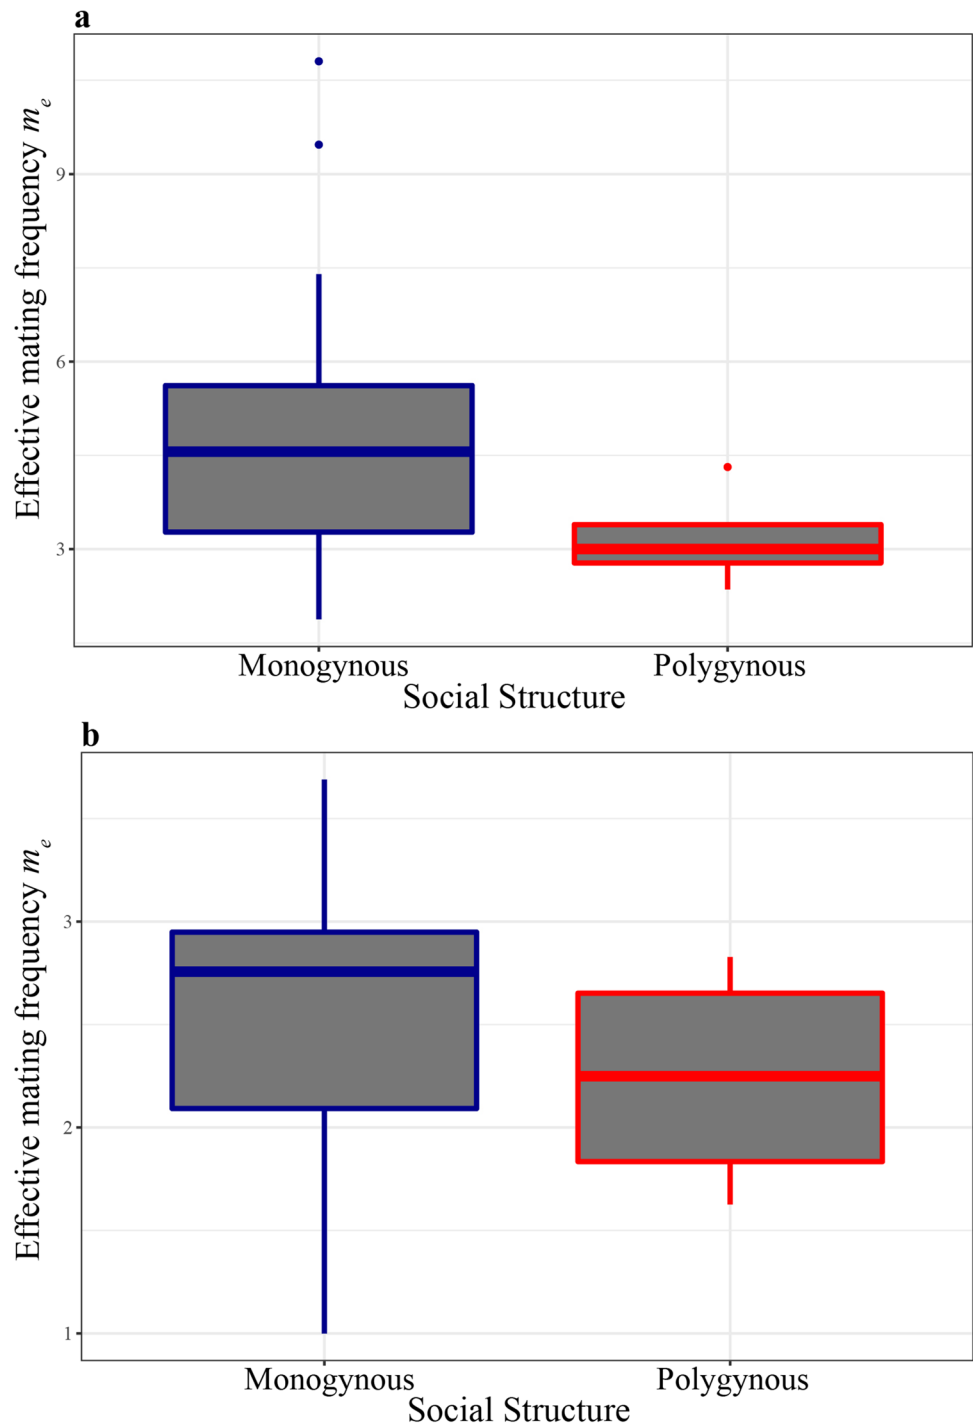 a
Effective mating frequency m_e
9
6
3
Monogynous Polygynous
Social Structure
b
Effective mating frequency m_e
3
2
1
Monogynous Polygynous
Social Structure